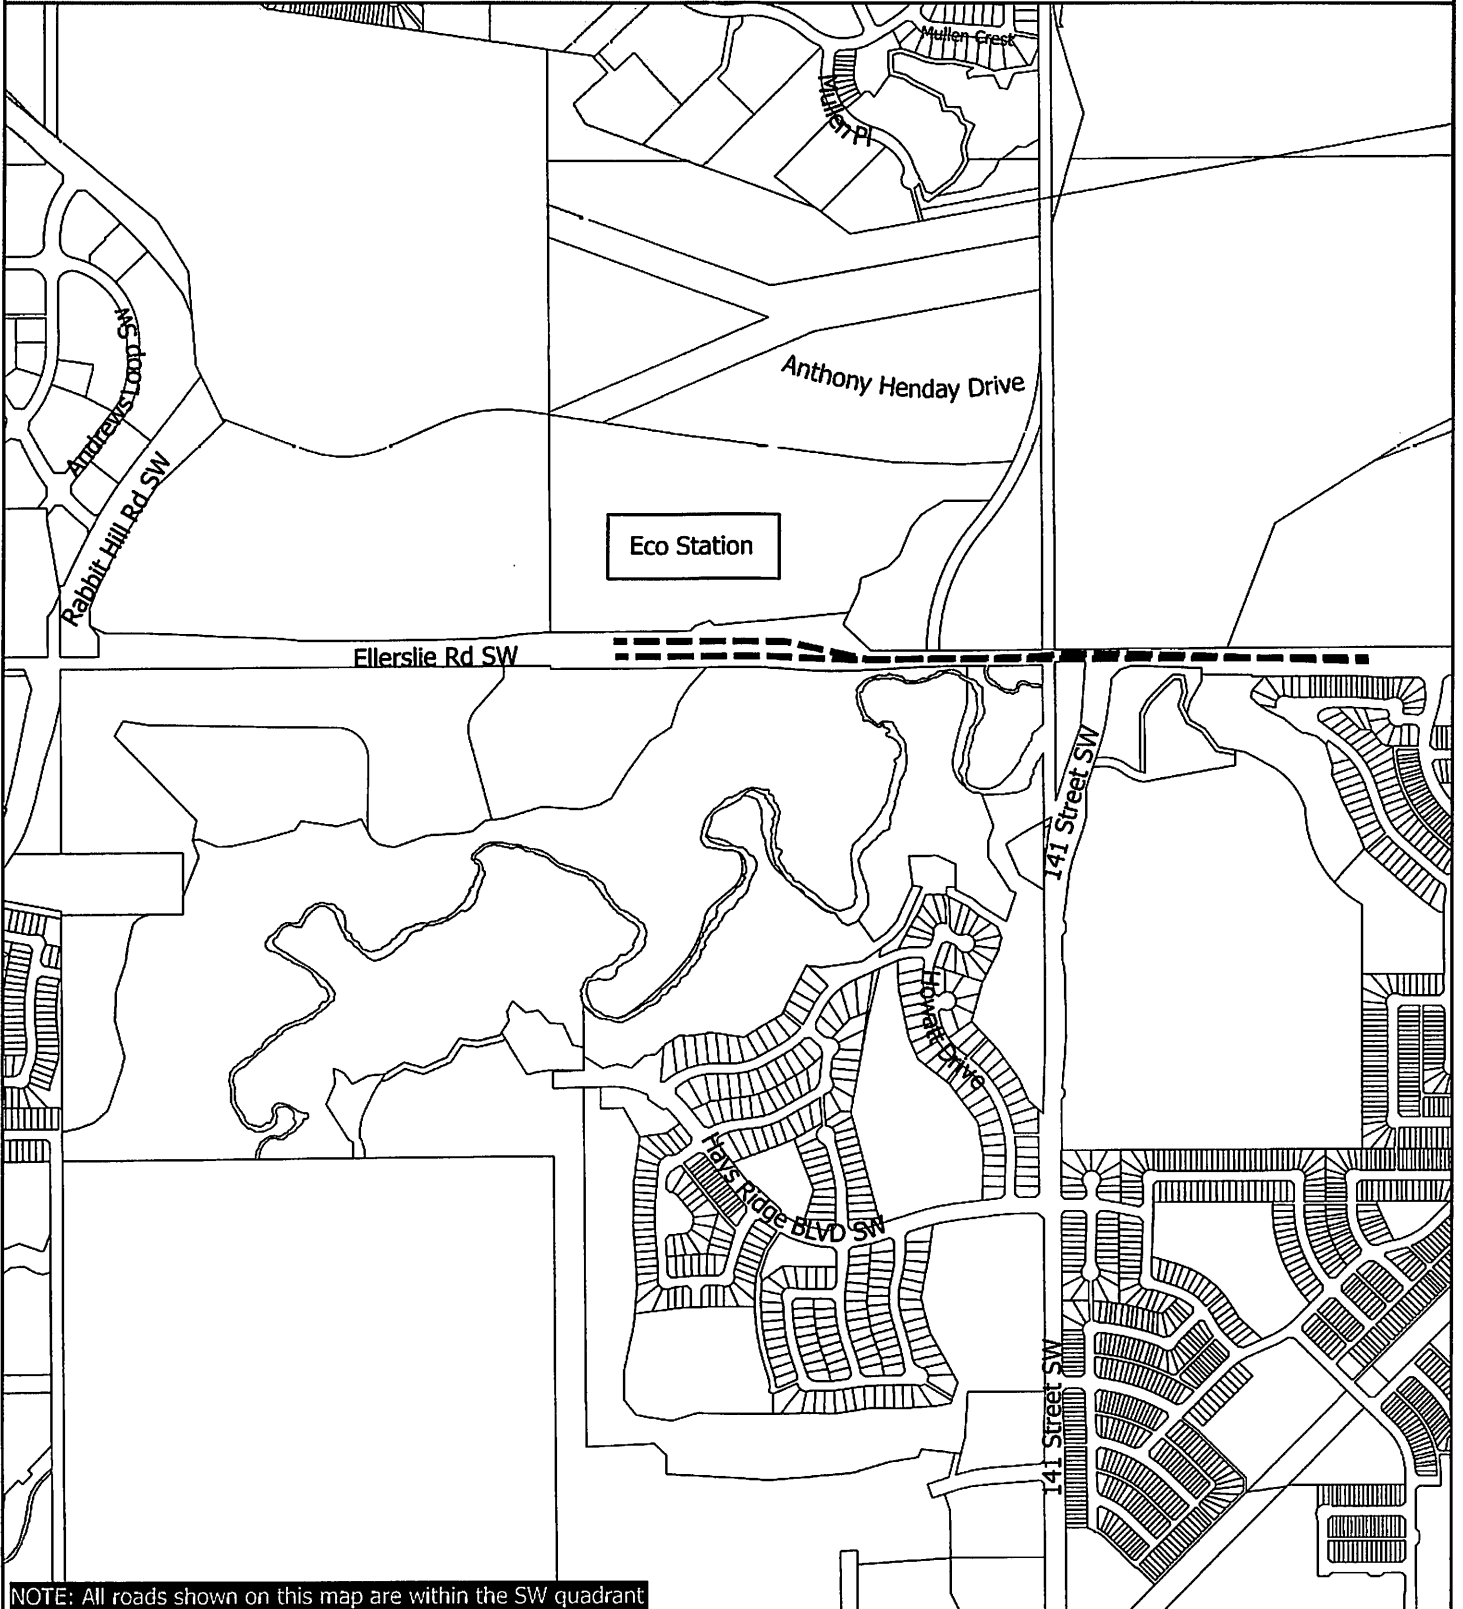 Mullen Crest
Mullen Pl
Andrews Loop SW
Anthony Henday Drive
Rabbit Hill Rd SW
Eco Station
Ellerslie Rd SW
141 Street SW
Howatt Drive
Hays Ridge BLVD SW
141 Street SW
NOTE: All roads shown on this map are within the SW quadrant